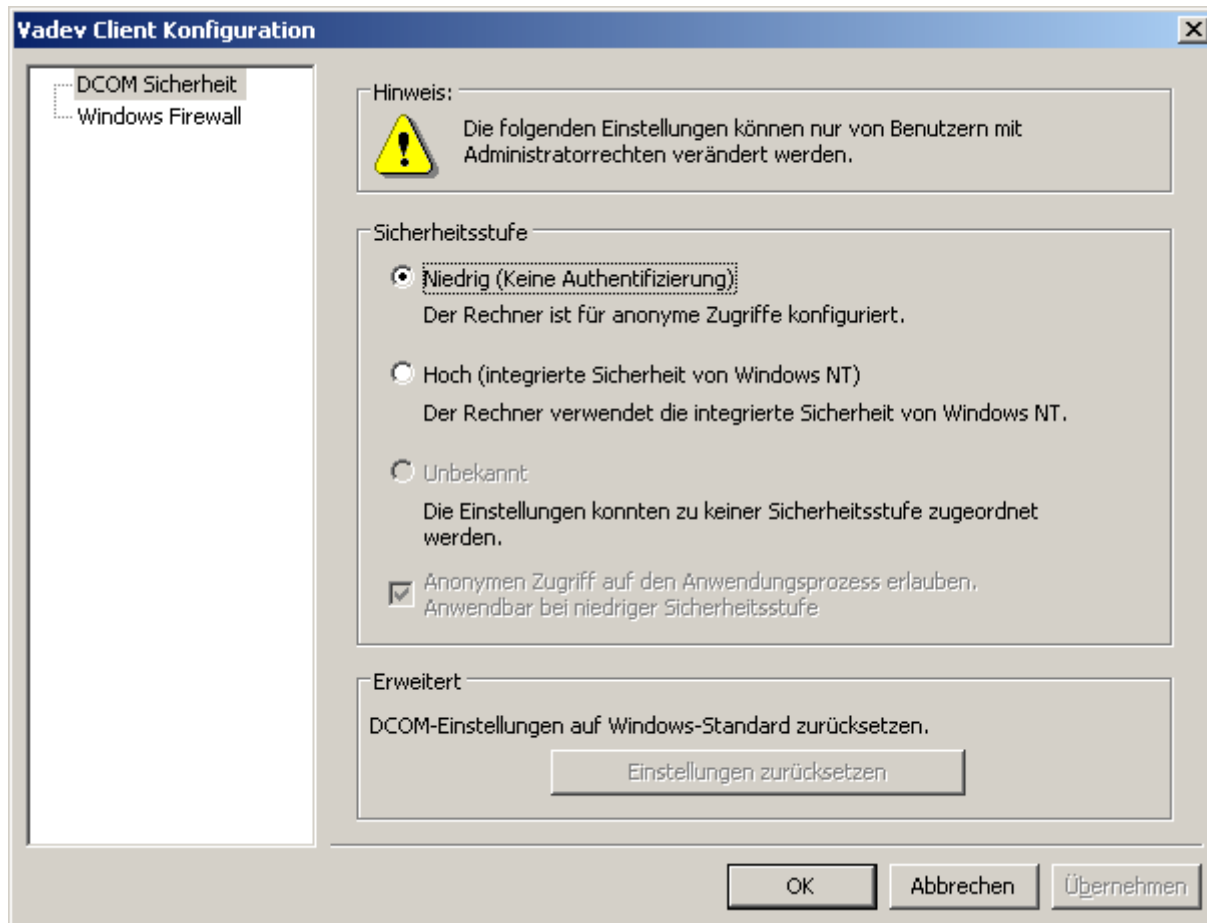 Vadev Client Konfiguration
DCOM Sicherheit
Windows Firewall
Hinweis:
Die folgenden Einstellungen können nur von Benutzern mit
Administratorrechten verändert werden.
Sicherheitsstufe
Niedrig (Keine Authentifizierung)
Der Rechner ist für anonyme Zugriffe konfiguriert.
Hoch (integrierte Sicherheit von Windows NT)
Der Rechner verwendet die integrierte Sicherheit von Windows NT.
Unbekannt
Die Einstellungen konnten zu keiner Sicherheitsstufe zugeordnet
werden.
Anonymen Zugriff auf den Anwendungsprozess erlauben.
Anwendbar bei niedriger Sicherheitsstufe
Erweitert
DCOM-Einstellungen auf Windows-Standard zurücksetzen.
Einstellungen zurücksetzen
OK
Abbrechen
Übernehmen